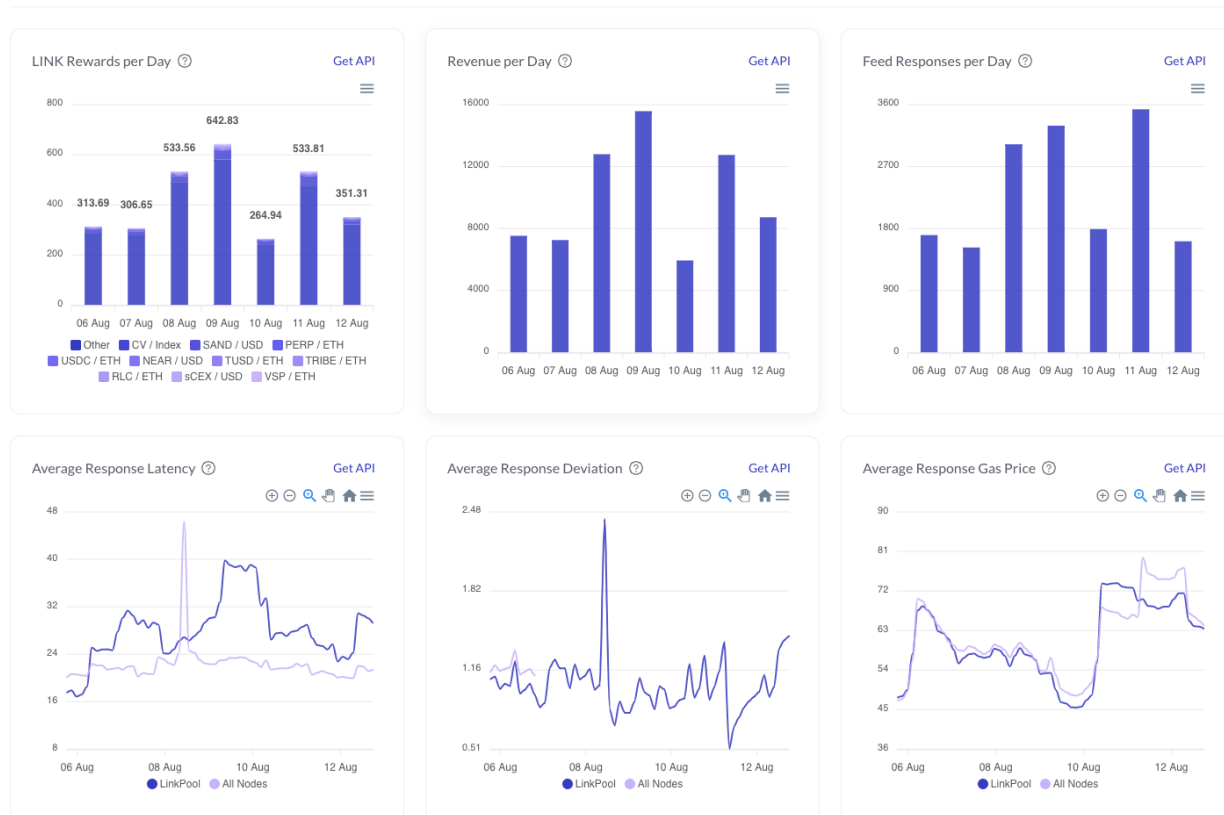 LINK Rewards per Day ? Get API
800
600
400
200
0
313.69
306.65
533.56
642.83
264.94
533.81
351.31
06 Aug 07 Aug 08 Aug 09 Aug 10 Aug 11 Aug 12 Aug
Other CV / Index SAND / USD PERP / ETH
USDC / ETH NEAR / USD TUSD / ETH TRIBE / ETH
RLC / ETH sCEX / USD VSP / ETH
Revenue per Day ? Get API
16000
12000
8000
4000
0
06 Aug 07 Aug 08 Aug 09 Aug 10 Aug 11 Aug 12 Aug
Feed Responses per Day ? Get API
3600
2700
1800
900
0
06 Aug 07 Aug 08 Aug 09 Aug 10 Aug 11 Aug 12 Aug
Average Response Latency ? Get API
48
40
32
24
16
8
06 Aug 08 Aug 10 Aug 12 Aug
LinkPool All Nodes
Average Response Deviation ? Get API
2.48
1.82
1.16
0.51
06 Aug 08 Aug 10 Aug 12 Aug
LinkPool All Nodes
Average Response Gas Price ? Get API
90
81
72
63
54
45
36
06 Aug 08 Aug 10 Aug 12 Aug
LinkPool All Nodes